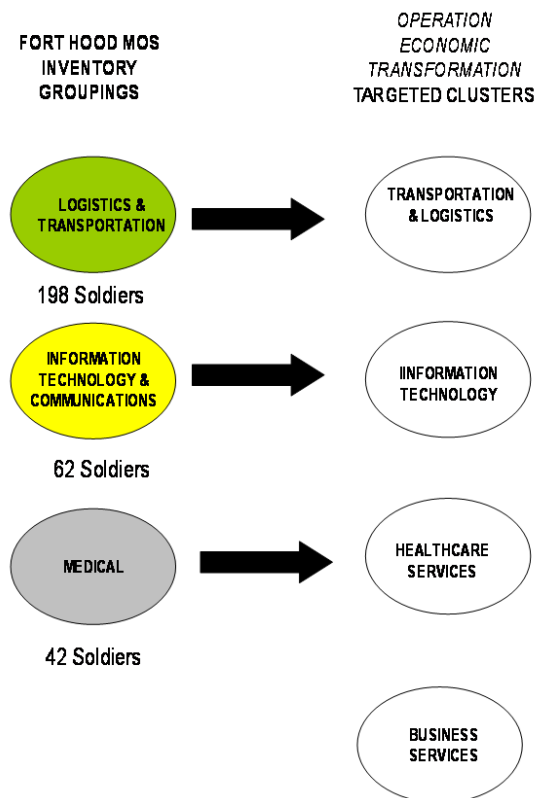 FORT HOOD MOS
INVENTORY
GROUPINGS
OPERATION
ECONOMIC
TRANSFORMATION
TARGETED CLUSTERS
LOGISTICS &
TRANSPORTATION
TRANSPORTATION
& LOGISTICS
198 Soldiers
INFORMATION
TECHNOLOGY &
COMMUNICATIONS
IINFORMATION
TECHNOLOGY
62 Soldiers
MEDICAL
HEALTHCARE
SERVICES
42 Soldiers
BUSINESS
SERVICES